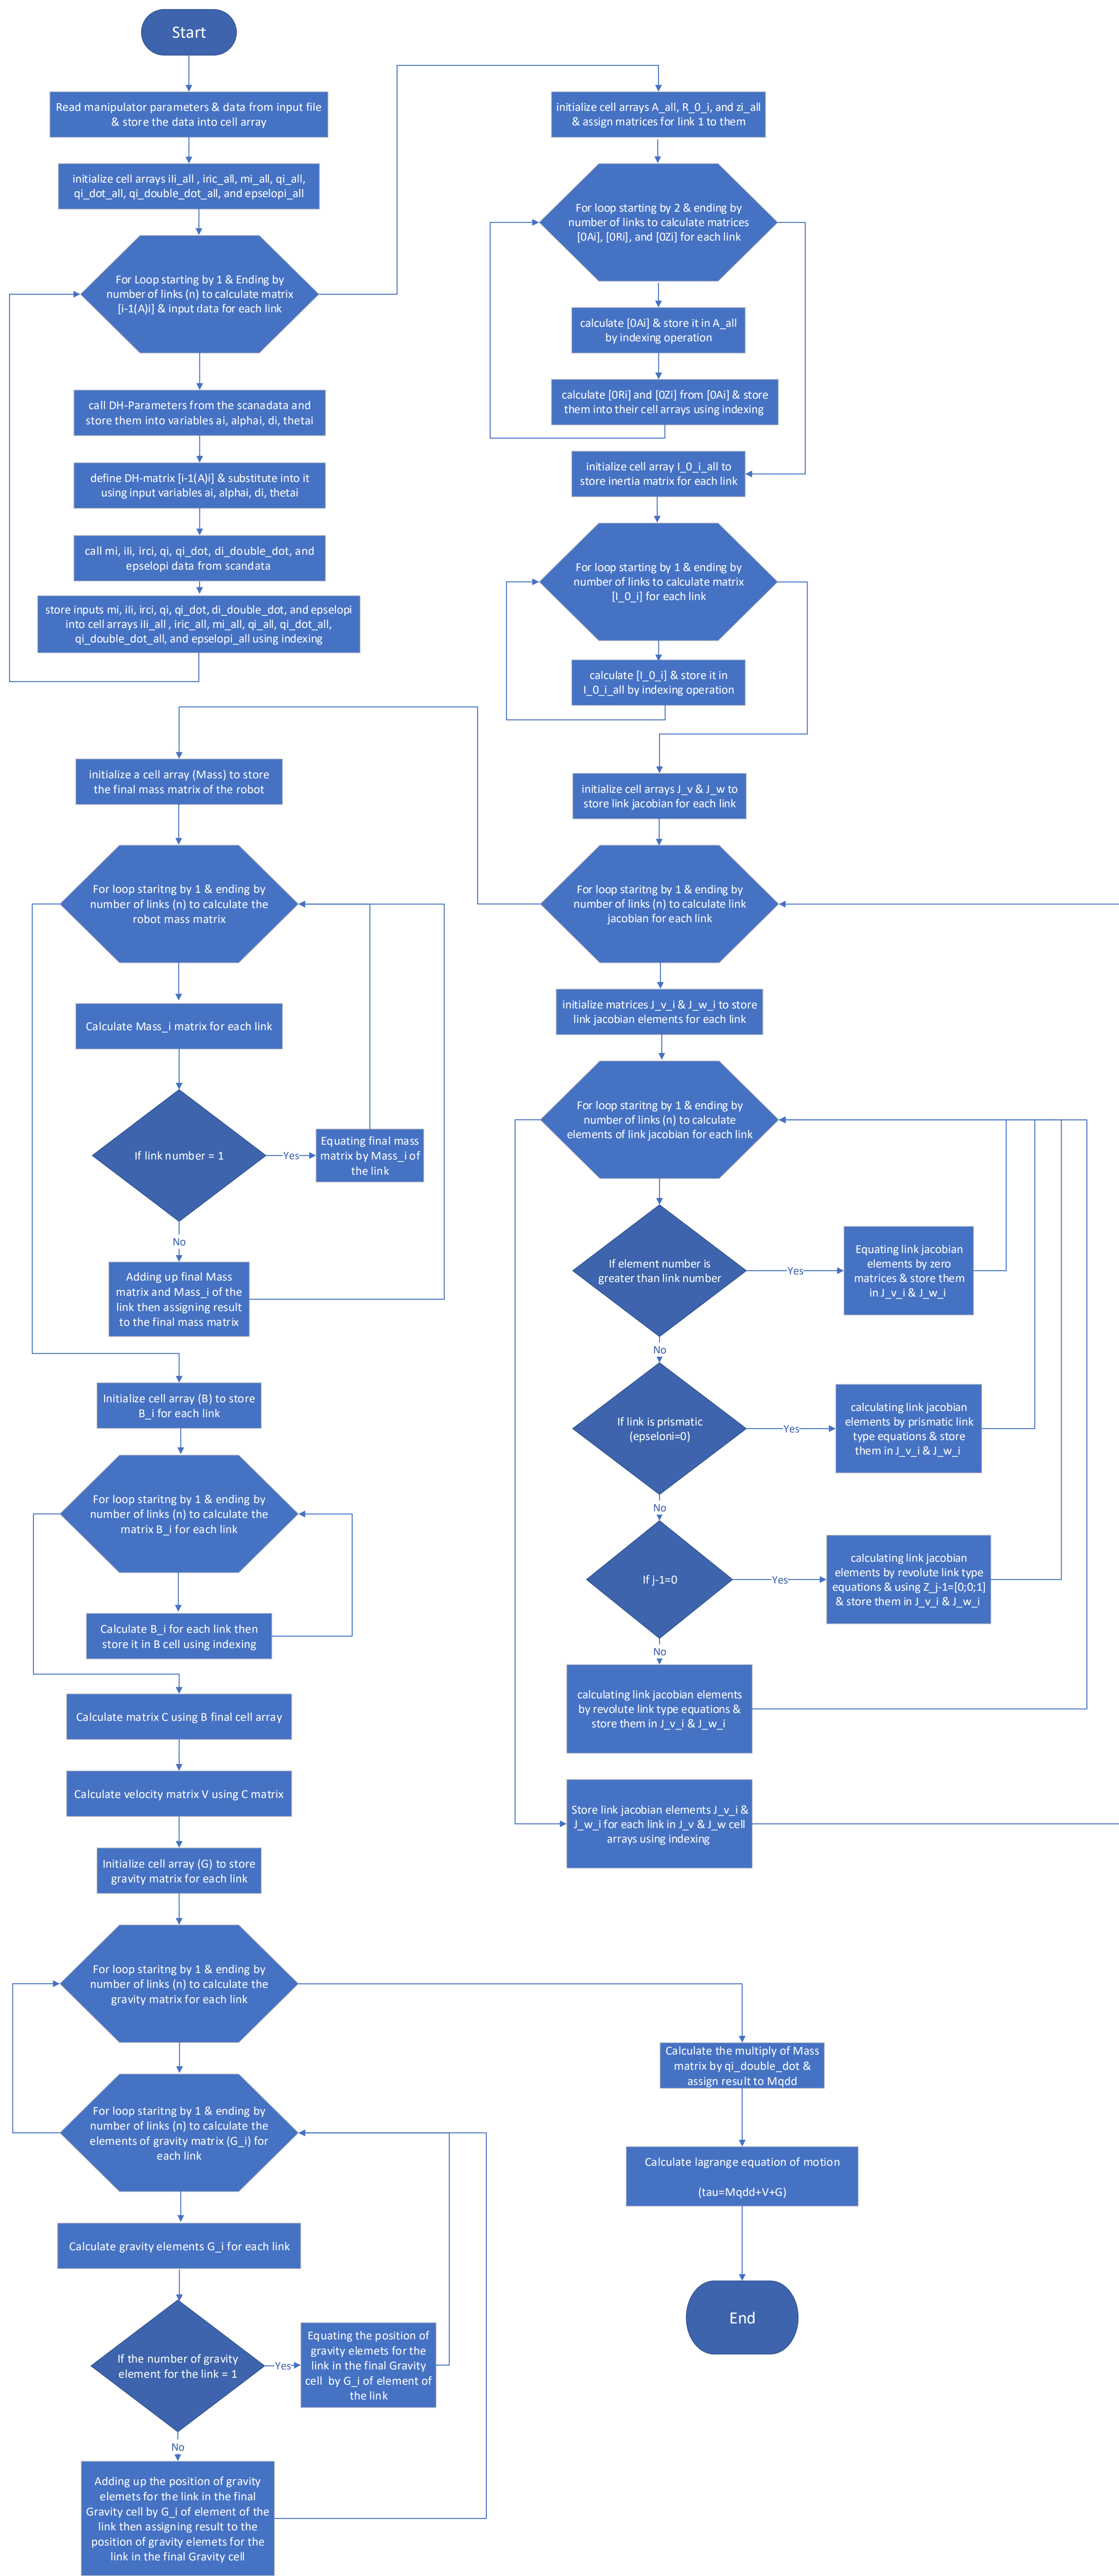 Start
Read manipulator parameters & data from input file
& store the data into cell array
initialize cell arrays ili_all , iric_all, mi_all, qi_all,
qi_dot_all, qi_double_dot_all, and epselopi_all
For Loop starting by 1 & Ending by
number of links (n) to calculate matrix
[i-1(A)i] & input data for each link
call DH-Parameters from the scanadata and
store them into variables ai, alphai, di, thetai
define DH-matrix [i-1(A)i] & substitute into it
using input variables ai, alphai, di, thetai
call mi, ili, irci, qi, qi_dot, di_double_dot, and
epselopi data from scandata
store inputs mi, ili, irci, qi, qi_dot, di_double_dot, and epselopi
into cell arrays ili_all , iric_all, mi_all, qi_all, qi_dot_all,
qi_double_dot_all, and epselopi_all using indexing
initialize cell arrays A_all, R_0_i, and zi_all
& assign matrices for link 1 to them
For loop starting by 2 & ending by
number of links to calculate matrices
[0Ai], [0Ri], and [0Zi] for each link
calculate [0Ai] & store it in A_all
by indexing operation
calculate [0Ri] and [0Zi] from [0Ai] & store
them into their cell arrays using indexing
initialize cell array I_0_i_all to
store inertia matrix for each link
For loop starting by 1 & ending by
number of links to calculate matrix
[I_0_i] for each link
calculate [I_0_i] & store it in
I_0_i_all by indexing operation
initialize cell arrays J_v & J_w to
store link jacobian for each link
For loop staritng by 1 & ending by
number of links (n) to calculate link
jacobian for each link
initialize matrices J_v_i & J_w_i to store
link jacobian elements for each link
For loop staritng by 1 & ending by
number of links (n) to calculate
elements of link jacobian for each link
If element number is
greater than link number
Yes
Equating link jacobian
elements by zero
matrices & store them
in J_v_i & J_w_i
No
If link is prismatic
(epseloni=0)
Yes
calculating link jacobian
elements by prismatic link
type equations & store
them in J_v_i & J_w_i
No
If j-1=0
Yes
calculating link jacobian
elements by revolute link type
equations & using Z_j-1=[0;0;1]
& store them in J_v_i & J_w_i
No
calculating link jacobian elements
by revolute link type equations &
store them in J_v_i & J_w_i
Store link jacobian elements J_v_i &
J_w_i for each link in J_v & J_w cell
arrays using indexing
initialize a cell array (Mass) to store
the final mass matrix of the robot
For loop staritng by 1 & ending by
number of links (n) to calculate the
robot mass matrix
Calculate Mass_i matrix for each link
If link number = 1
Yes
Equating final mass
matrix by Mass_i of
the link
No
Adding up final Mass
matrix and Mass_i of the
link then assigning result
to the final mass matrix
Initialize cell array (B) to store
B_i for each link
For loop staritng by 1 & ending by
number of links (n) to calculate the
matrix B_i for each link
Calculate B_i for each link then
store it in B cell using indexing
Calculate matrix C using B final cell array
Calculate velocity matrix V using C matrix
Initialize cell array (G) to store
gravity matrix for each link
For loop staritng by 1 & ending by
number of links (n) to calculate the
gravity matrix for each link
For loop staritng by 1 & ending by
number of links (n) to calculate the
elements of gravity matrix (G_i) for
each link
Calculate gravity elements G_i for each link
If the number of gravity
element for the link = 1
Yes
Equating the position of
gravity elemets for the
link in the final Gravity
cell by G_i of element of
the link
No
Adding up the position of gravity
elemets for the link in the final
Gravity cell by G_i of element of the
link then assigning result to the
position of gravity elemets for the
link in the final Gravity cell
Calculate the multiply of Mass
matrix by qi_double_dot &
assign result to Mqdd
Calculate lagrange equation of motion
(tau=Mqdd+V+G)
End